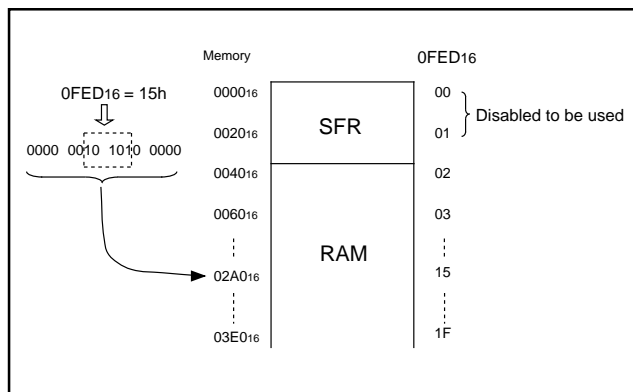 Memory 0FED16
0FED16 = 15h
0000 0010 1010 0000
000016 00
002016 SFR 01 Disabled to be used
004016 02
006016 03
RAM
02A016 15
03E016 1F